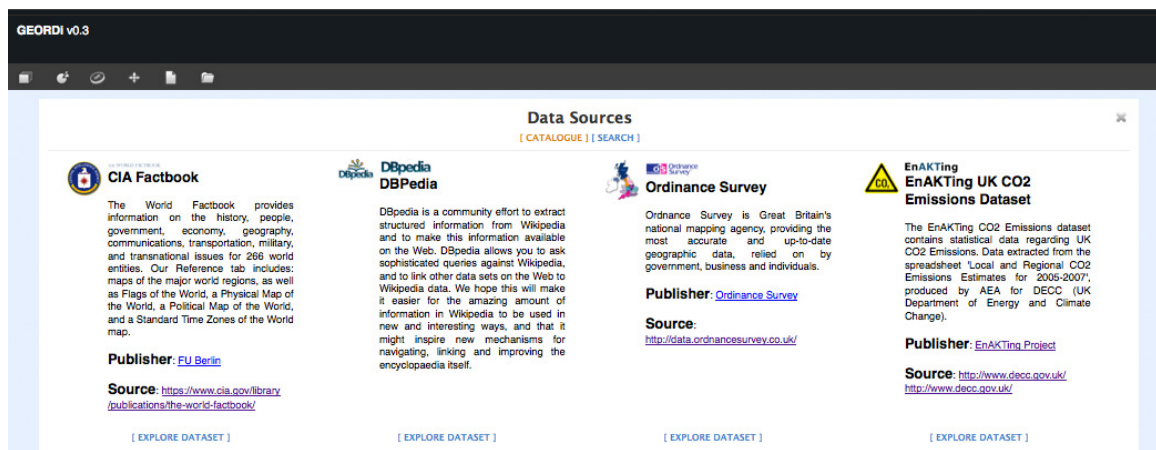 GEORDI v0.3
Data Sources
[ CATALOGUE ] [ SEARCH ]
CIA WORLD FACTBOOK
CIA Factbook
The World Factbook provides
information on the history, people,
government, economy, geography,
communications, transportation, military,
and transnational issues for 266 world
entities. Our Reference tab includes:
maps of the major world regions, as well
as Flags of the World, a Physical Map of
the World, a Political Map of the World,
and a Standard Time Zones of the World
map.
Publisher: FU Berlin
Source: https://www.cia.gov/library
/publications/the-world-factbook/
[ EXPLORE DATASET ]
DBpedia
DBpedia
DBPedia
DBpedia is a community effort to extract
structured information from Wikipedia
and to make this information available
on the Web. DBpedia allows you to ask
sophisticated queries against Wikipedia,
and to link other data sets on the Web to
Wikipedia data. We hope this will make
it easier for the amazing amount of
information in Wikipedia to be used in
new and interesting ways, and that it
might inspire new mechanisms for
navigating, linking and improving the
encyclopaedia itself.
[ EXPLORE DATASET ]
Ordnance
Survey
Ordinance Survey
Ordnance Survey is Great Britain's
national mapping agency, providing the
most accurate and up-to-date
geographic data, relied on by
government, business and individuals.
Publisher: Ordnance Survey
Source:
http://data.ordnancesurvey.co.uk/
[ EXPLORE DATASET ]
CO₂
EnAKTing
EnAKTing UK CO2
Emissions Dataset
The EnAKTing CO2 Emissions dataset
contains statistical data regarding UK
CO2 Emissions. Data extracted from the
spreadsheet 'Local and Regional CO2
Emissions Estimates for 2005-2007',
produced by AEA for DECC (UK
Department of Energy and Climate
Change).
Publisher: EnAKTing Project
Source: http://www.decc.gov.uk/
http://www.decc.gov.uk/
[ EXPLORE DATASET ]